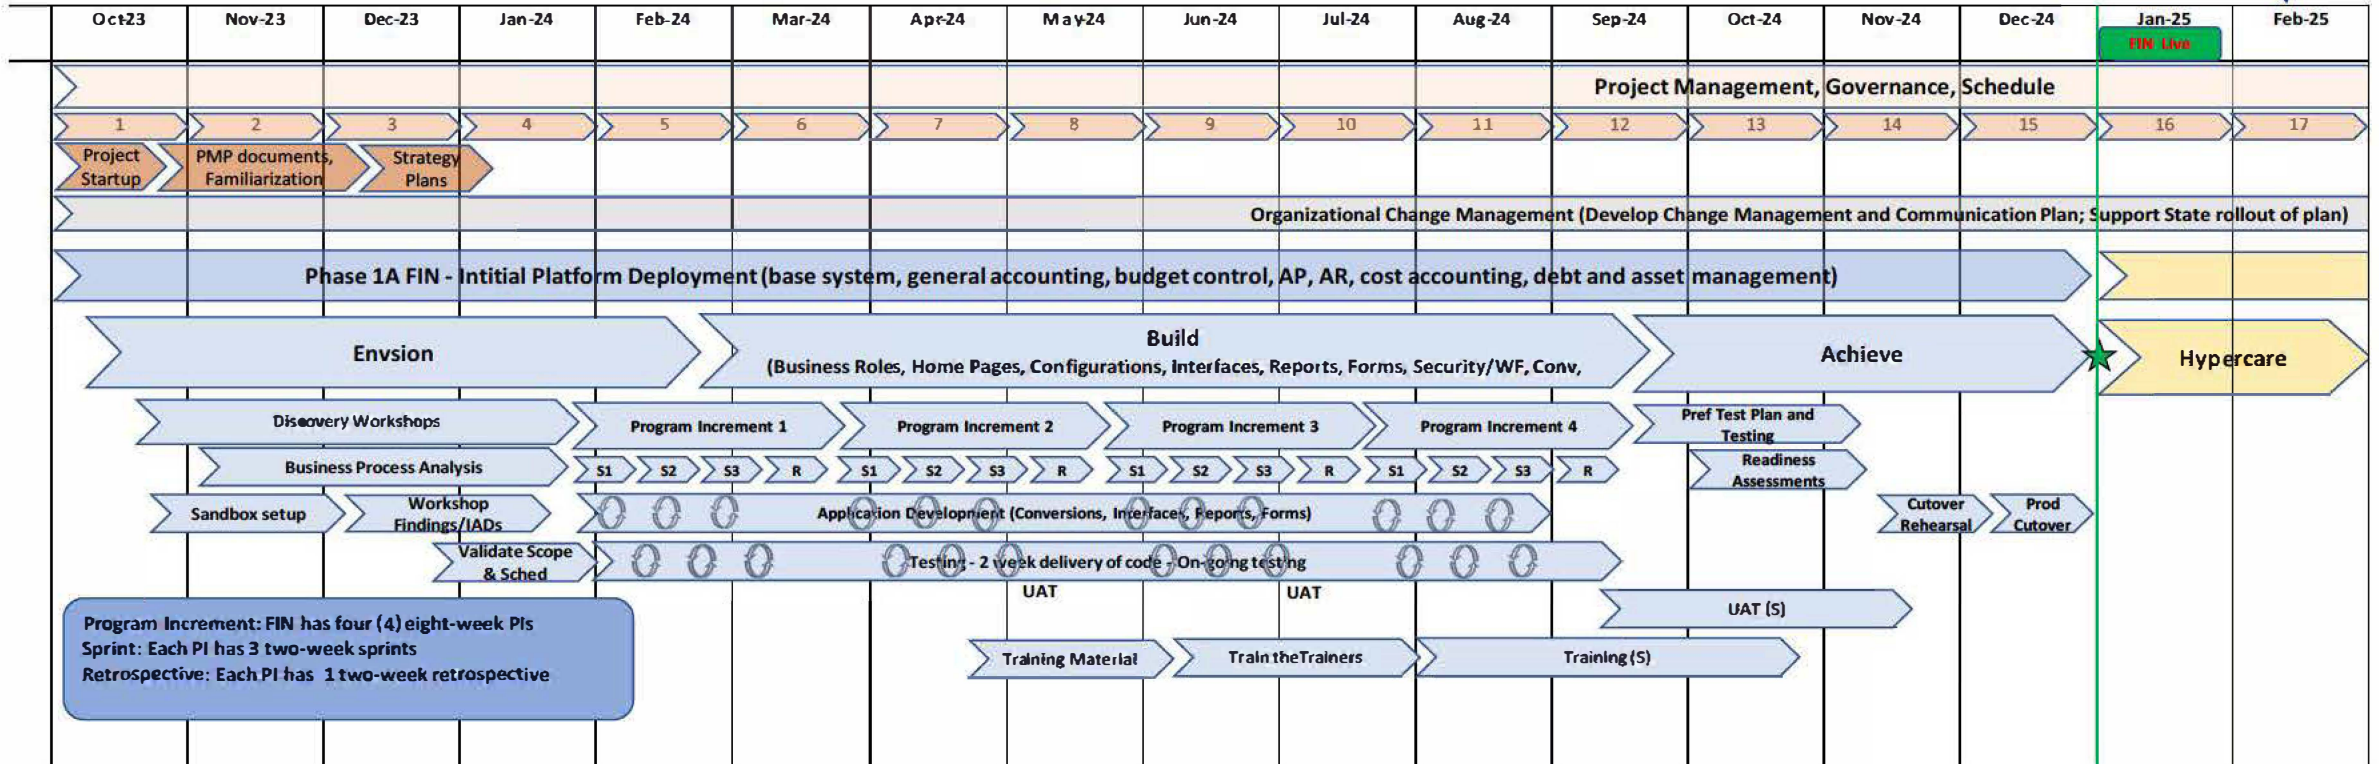 Oct-23 Nov-23 Dec-23 Jan-24 Feb-24 Mar-24 Apr-24 May-24 Jun-24 Jul-24 Aug-24 Sep-24 Oct-24 Nov-24 Dec-24 Jan-25 Feb-25
FIN Live
Project Management, Governance, Schedule
1 2 3 4 5 6 7 8 9 10 11 12 13 14 15 16 17
Project
Startup
PMP documents,
Familiarization
Strategy
Plans
Organizational Change Management (Develop Change Management and Communication Plan; Support State rollout of plan)
Phase 1A FIN - Intitial Platform Deployment (base system, general accounting, budget control, AP, AR, cost accounting, debt and asset management)
Envsion
Build
(Business Roles, Home Pages, Configurations, Interfaces, Reports, Forms, Security/WF, Conv,
Achieve
Hypercare
Discovery Workshops
Program Increment 1
Program Increment 2
Program Increment 3
Program Increment 4
Pref Test Plan and
Testing
Business Process Analysis
S1 S2 S3 R S1 S2 S3 R S1 S2 S3 R S1 S2 S3 R
Readiness
Assessments
Sandbox setup
Workshop
Findings/IADs
Application Development (Conversions, Interfaces, Reports, Forms)
Cutover
Rehearsal
Prod
Cutover
Validate Scope
& Sched
Testing - 2 week delivery of code - On-going testing
UAT
UAT
UAT (S)
Program Increment: FIN has four (4) eight-week PIs
Sprint: Each PI has 3 two-week sprints
Retrospective: Each PI has 1 two-week retrospective
Training Material
Train the Trainers
Training (S)